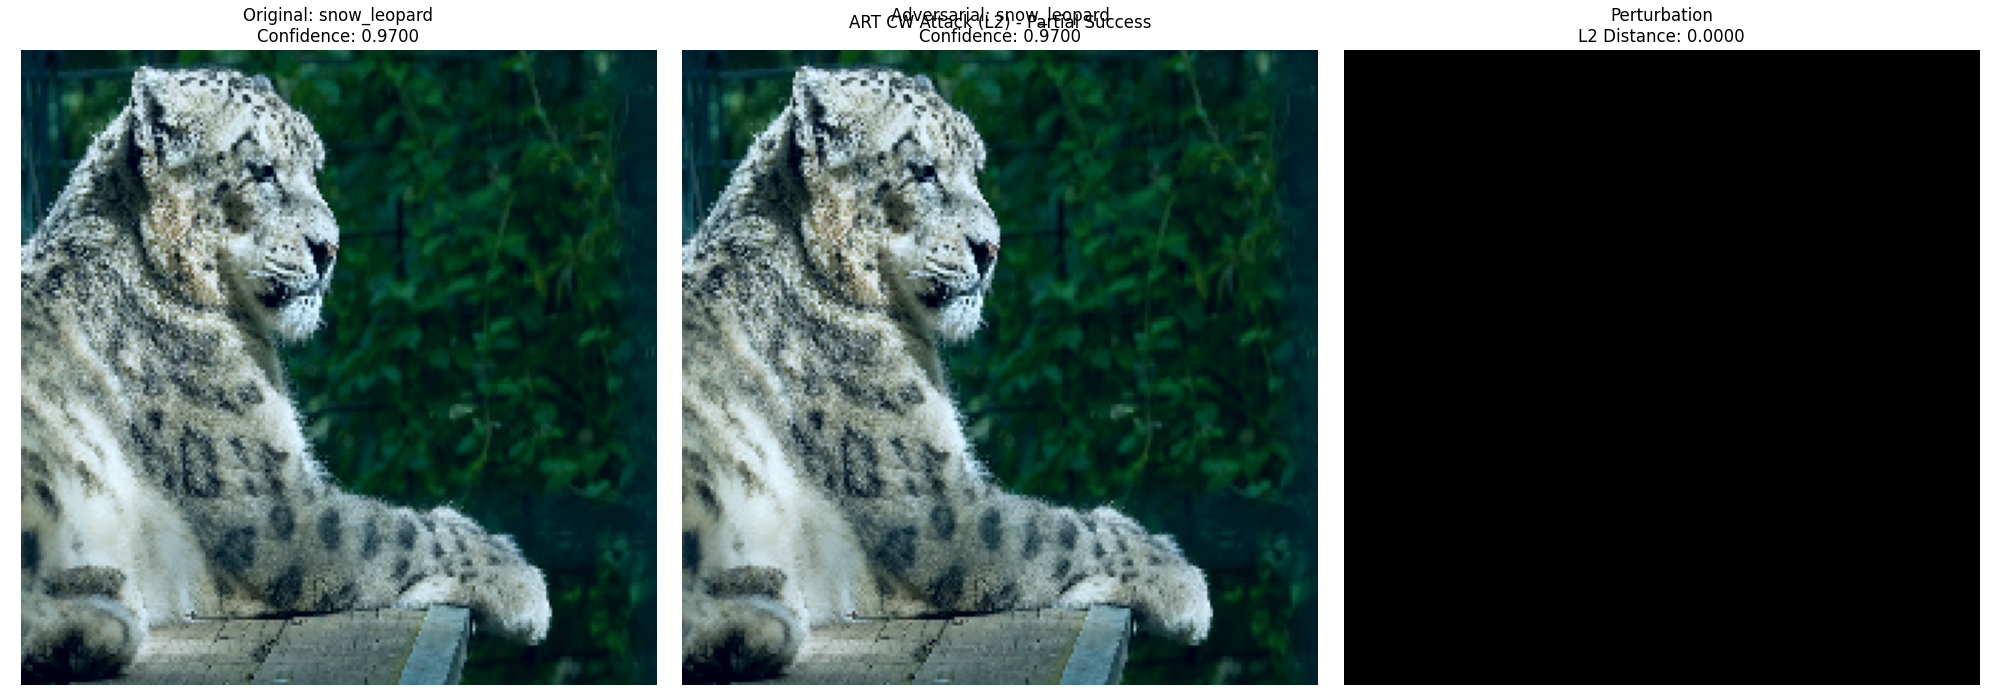 Original: snow_leopard
Confidence: 0.9700
ART CW Attack (L2) - Partial Success
Adversarial: snow_leopard
Confidence: 0.9700
Perturbation
L2 Distance: 0.0000